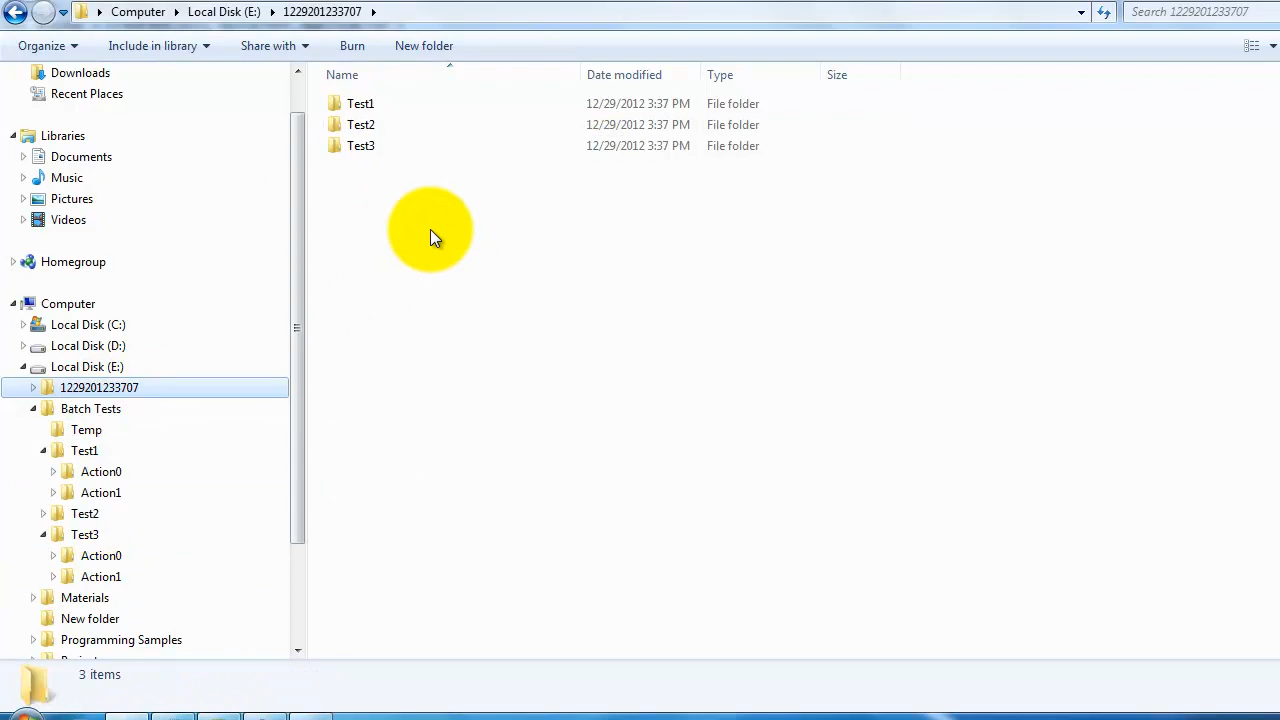 Computer Local Disk (E:) 1229201233707 Search 1229201233707
Organize Include in library Share with Burn New folder
Downloads
Recent Places
Libraries
Documents
Music
Pictures
Videos
Homegroup
Computer
Local Disk (C:)
Local Disk (D:)
Local Disk (E:)
1229201233707
Batch Tests
Temp
Test1
Action0
Action1
Test2
Test3
Action0
Action1
Materials
New folder
Programming Samples
Name Date modified Type Size
Test1 12/29/2012 3:37 PM File folder
Test2 12/29/2012 3:37 PM File folder
Test3 12/29/2012 3:37 PM File folder
3 items